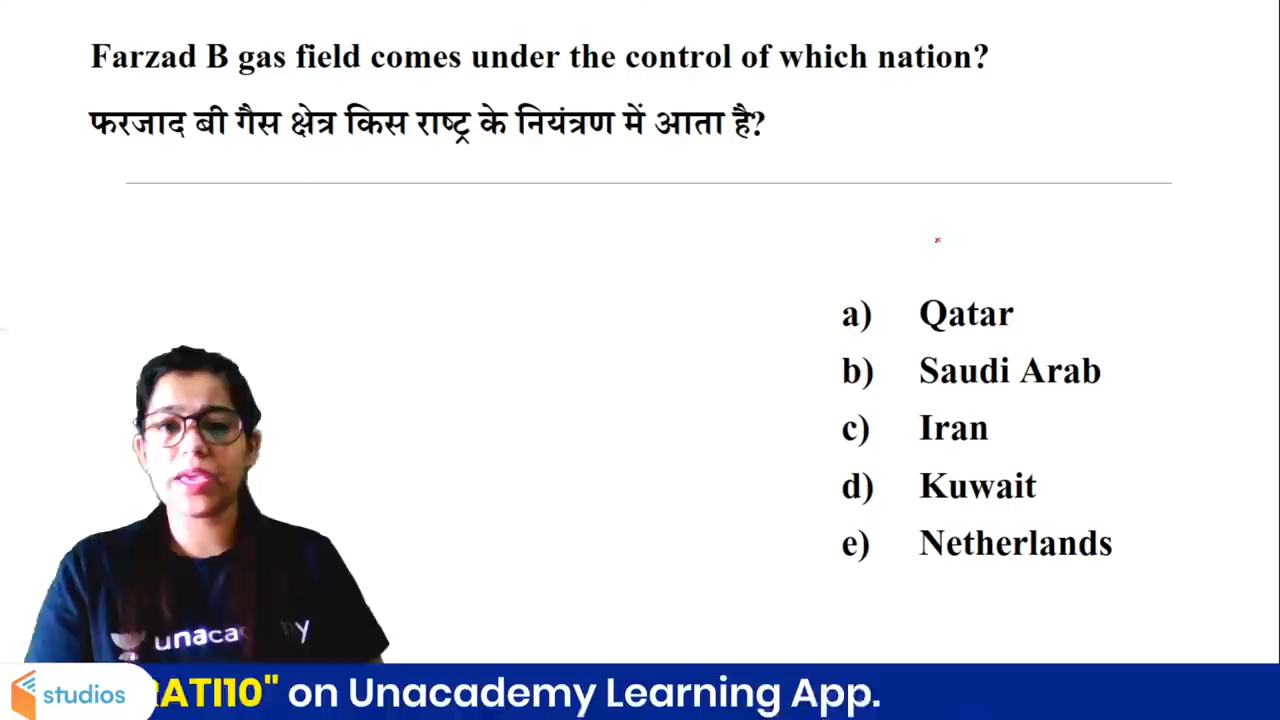 Farzad B gas field comes under the control of which nation?
फरजाद बी गैस क्षेत्र किस राष्ट्र के नियंत्रण में आता है?
a) Qatar
b) Saudi Arab
c) Iran
d) Kuwait
e) Netherlands
unacademy
studios
ATI10" on Unacademy Learning App.